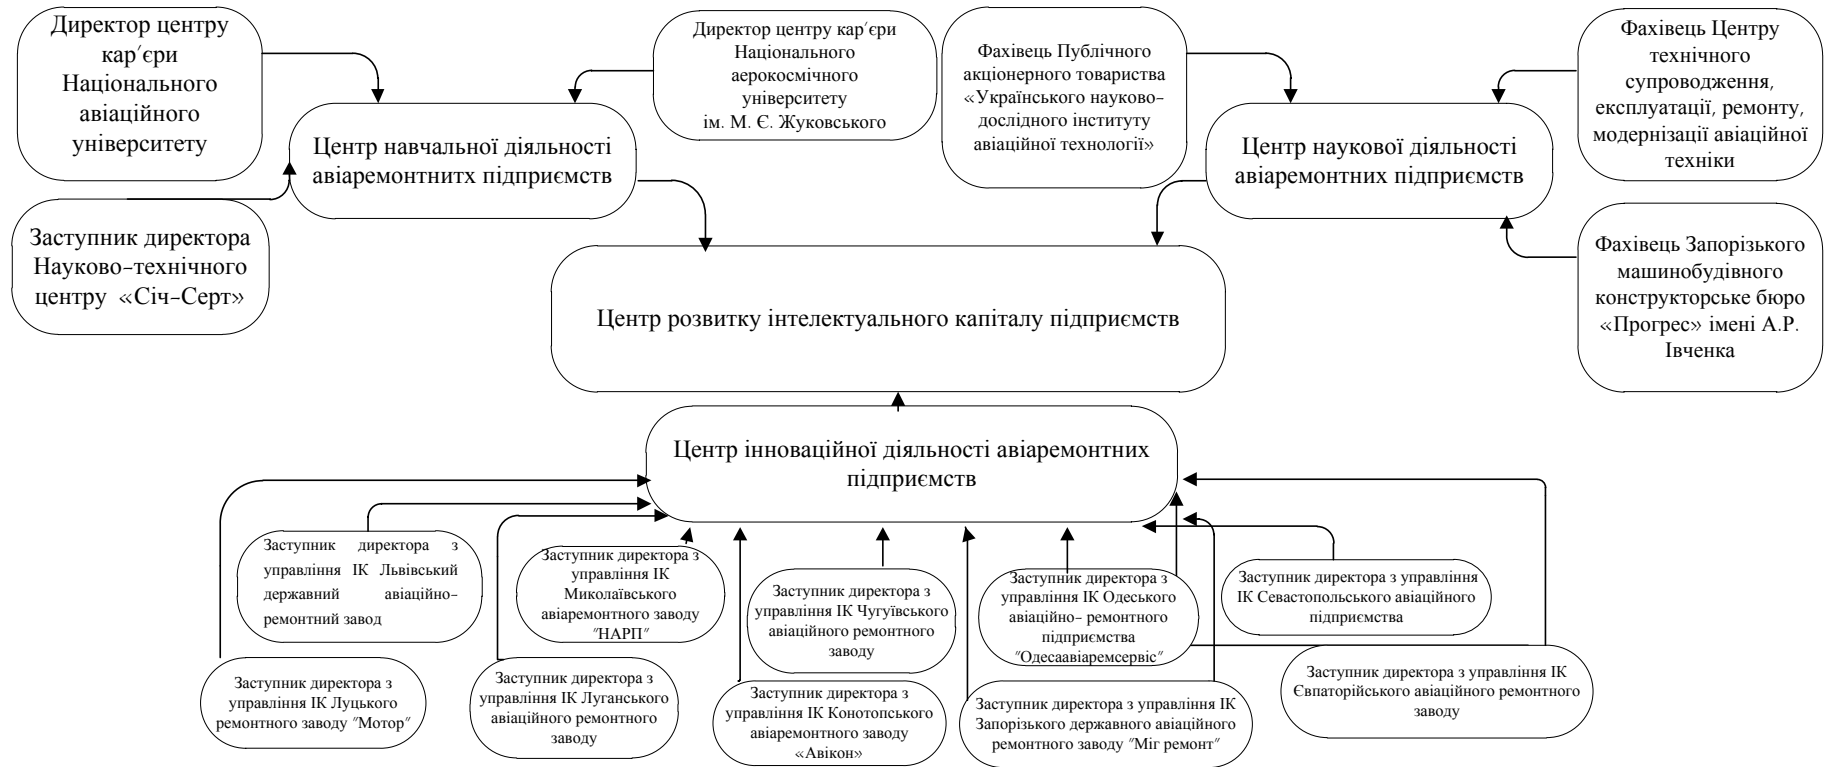 Директор центру
кар’єри
Національного
авіаційного
університету
Директор центру кар’єри
Національного
аерокосмічного
університету
ім. М. Є. Жуковського
Фахівець Публічного
акціонерного товариства
«Українського науково-
дослідного інституту
авіаційної технології»
Фахівець Центру
технічного
супроводження,
експлуатації, ремонту,
модернізації авіаційної
техніки
Центр навчальної діяльності
авіаремонтнитх підприємств
Центр наукової діяльності
авіаремонтних підприємств
Заступник директора
Науково-технічного
центру «Січ-Серт»
Фахівець Запорізького
машинобудівного
конструкторське бюро
«Прогрес» імені А.Р.
Івченка
Центр розвитку інтелектуального капіталу підприємств
Центр інноваційної діяльності авіаремонтних
підприємств
Заступник директора з
управління ІК Львівський
державний авіаційно-
ремонтний завод
Заступник директора з
управління ІК
Миколаївського
авіаремонтного заводу
"НАРП"
Заступник директора з
управління ІК Чугуївського
авіаційного ремонтного
заводу
Заступник директора з
управління ІК Одеського
авіаційно- ремонтного
підприємства
"Одесаавіаремсервіс"
Заступник директора з управління
ІК Севастопольського авіаційного
підприємства
Заступник директора з
управління ІК Луцького
ремонтного заводу "Мотор"
Заступник директора з
управління ІК Луганського
авіаційного ремонтного
заводу
Заступник директора з
управління ІК Конотопського
авіаремонтного заводу
«Авікон»
Заступник директора з управління ІК
Запорізького державного авіаційного
ремонтного заводу "Міг ремонт"
Заступник директора з управління ІК
Євпаторійського авіаційного ремонтного
заводу